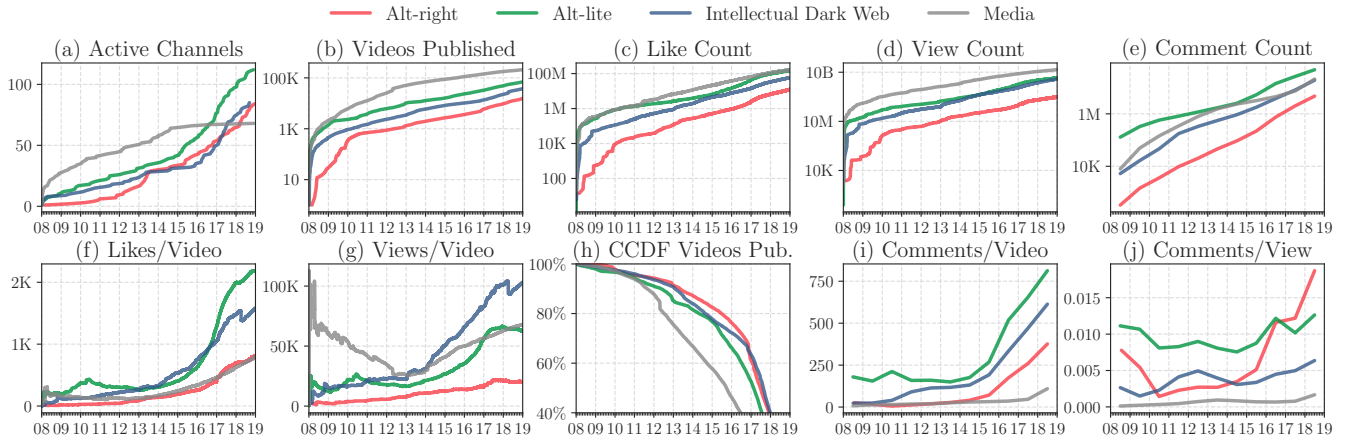 Alt-right Alt-lite Intellectual Dark Web Media
(a) Active Channels (b) Videos Published (c) Like Count (d) View Count (e) Comment Count
100
50
0
08 09 10 11 12 13 14 15 16 17 18 19
100K
1K
10
08 09 10 11 12 13 14 15 16 17 18 19
100M
1M
10K
100
08 09 10 11 12 13 14 15 16 17 18 19
10B
10M
10K
08 09 10 11 12 13 14 15 16 17 18 19
1M
10K
08 09 10 11 12 13 14 15 16 17 18 19
(f) Likes/Video (g) Views/Video (h) CCDF Videos Pub. (i) Comments/Video (j) Comments/View
2K
1K
0
08 09 10 11 12 13 14 15 16 17 18 19
100K
50K
0
08 09 10 11 12 13 14 15 16 17 18 19
100%
80%
60%
40%
08 09 10 11 12 13 14 15 16 17 18 19
750
500
250
0
08 09 10 11 12 13 14 15 16 17 18 19
0.015
0.010
0.005
0.000
08 09 10 11 12 13 14 15 16 17 18 19